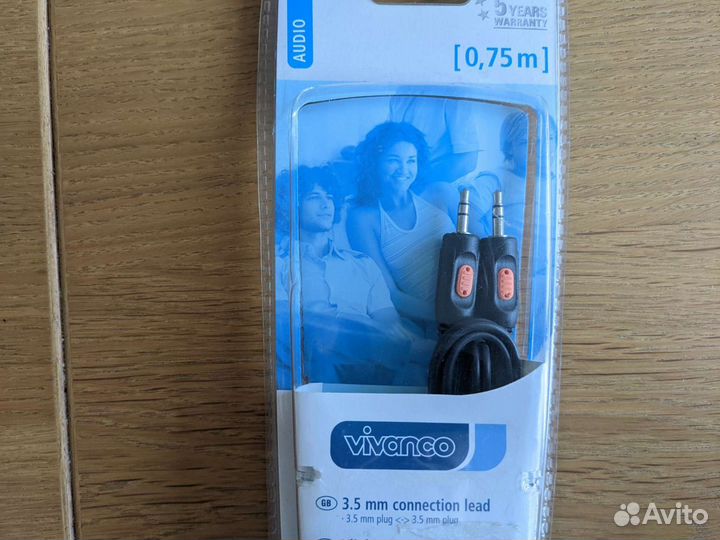 AUDIO
5 YEARS
WARRANTY
[0,75m]
vivanco
GB 3.5 mm connection lead
- 3.5 mm plug <-> 3.5 mm plug
Avito